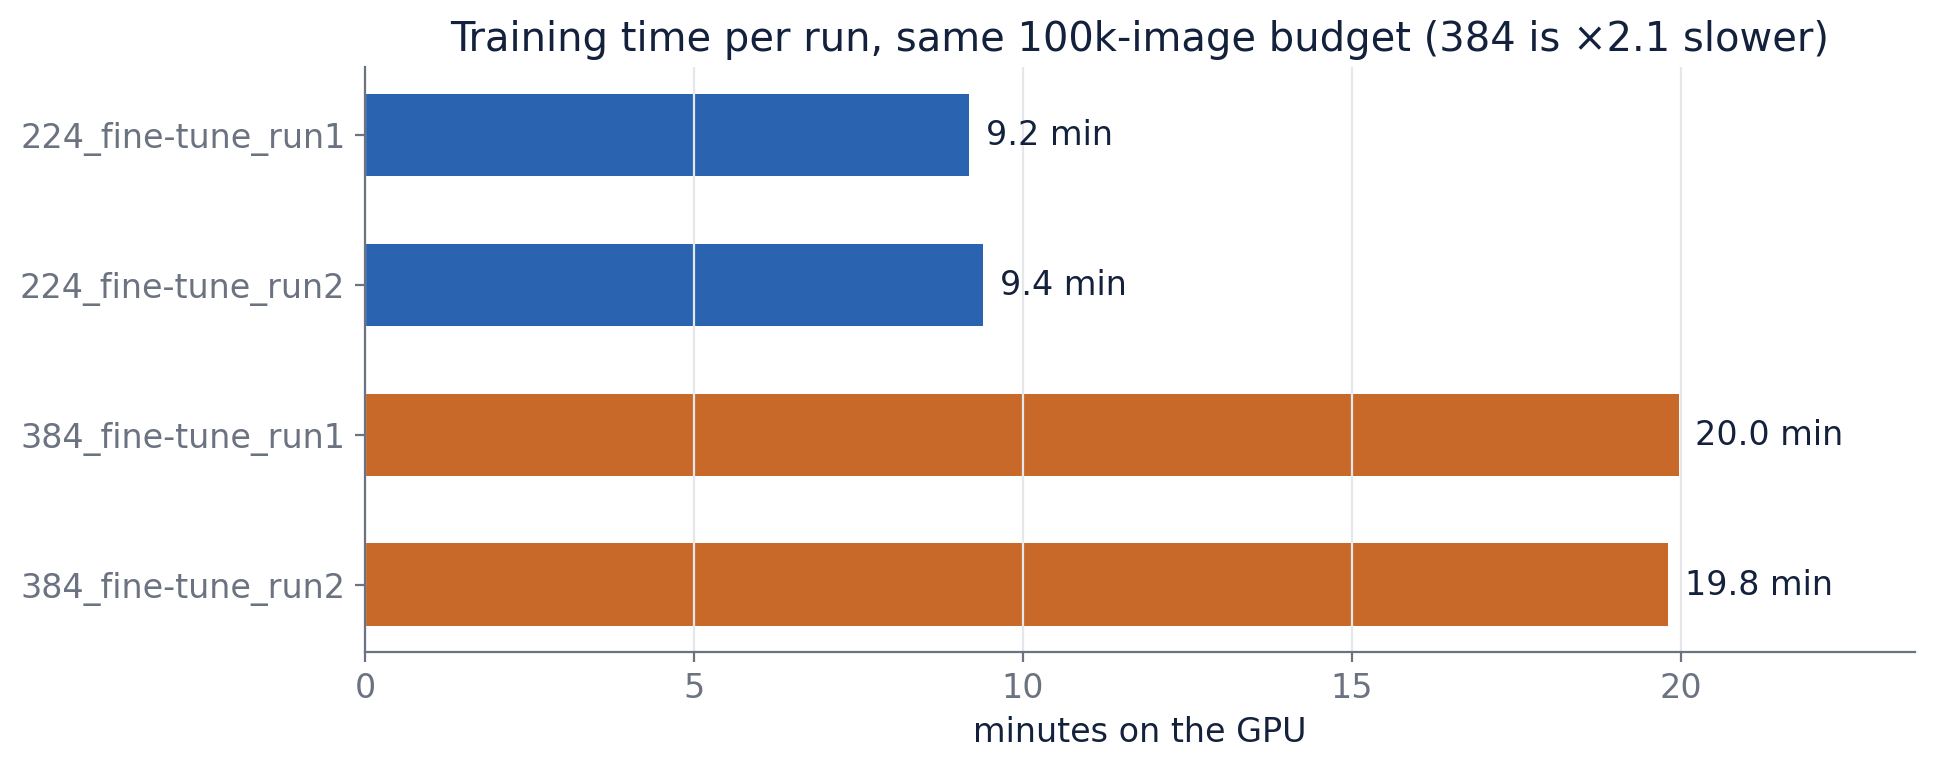 Training time per run, same 100k-image budget (384 is ×2.1 slower)
224_fine-tune_run1
9.2 min
224_fine-tune_run2
9.4 min
384_fine-tune_run1
20.0 min
384_fine-tune_run2
19.8 min
0 5 10 15 20
minutes on the GPU